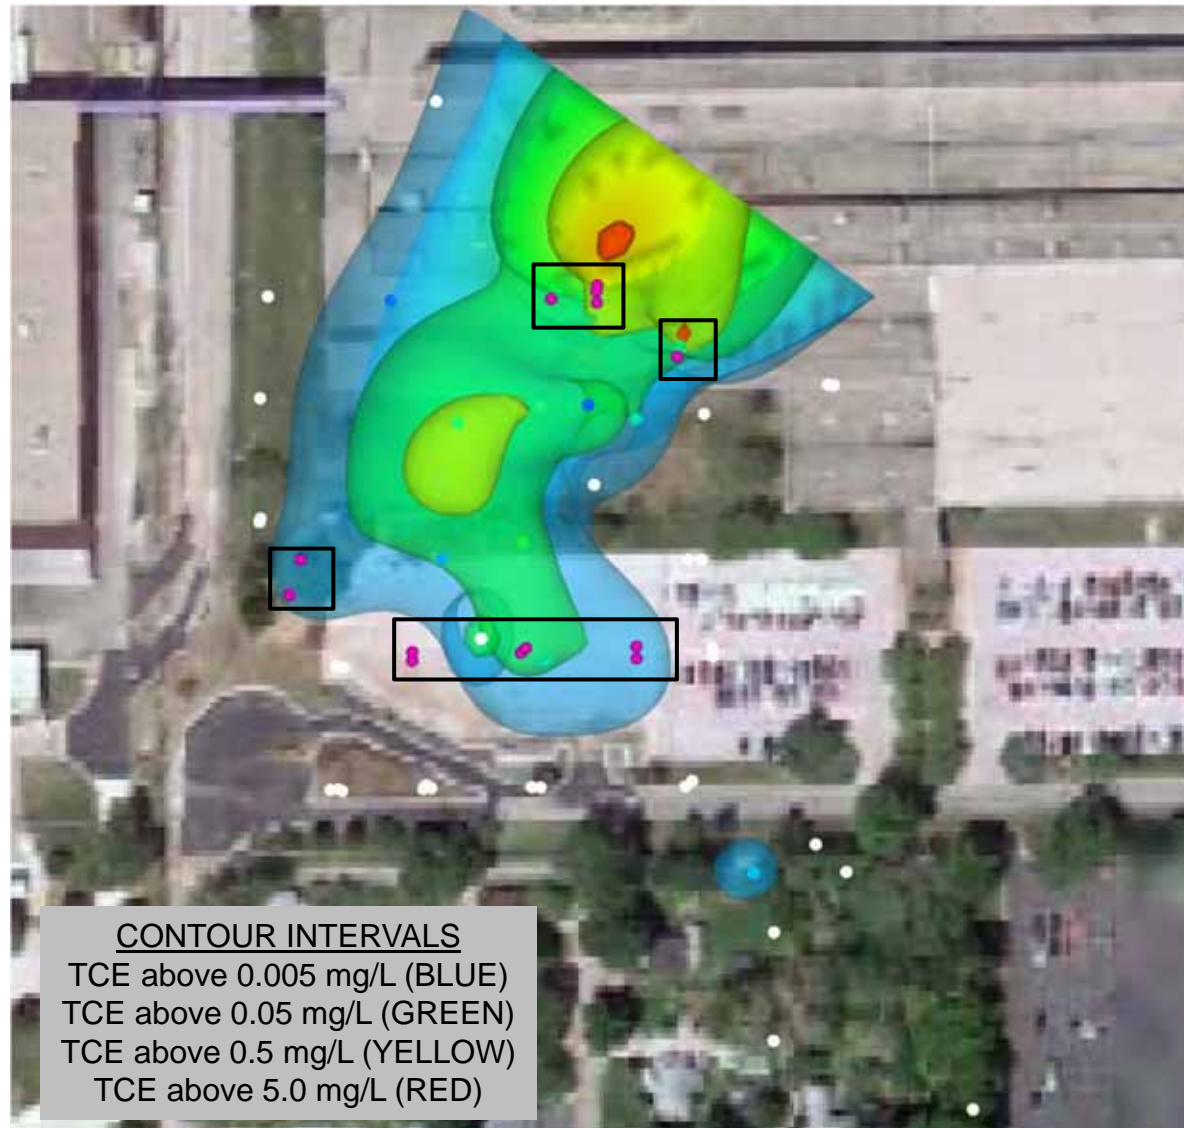 CONTOUR INTERVALS
TCE above 0.005 mg/L (BLUE)
TCE above 0.05 mg/L (GREEN)
TCE above 0.5 mg/L (YELLOW)
TCE above 5.0 mg/L (RED)